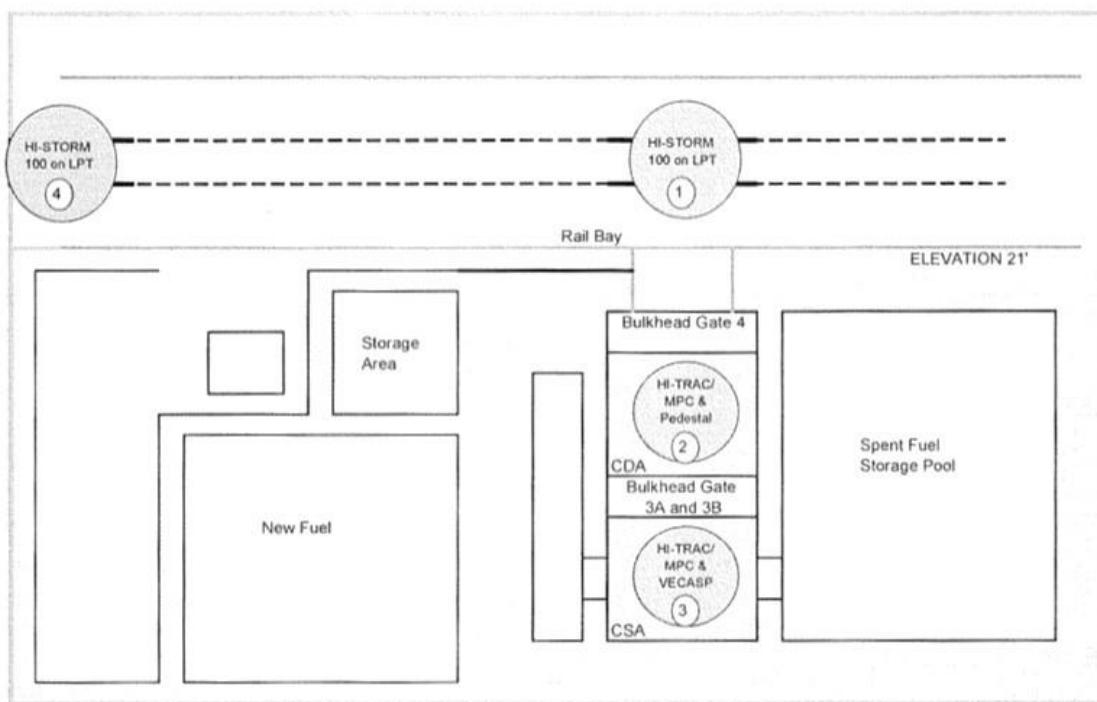 HI-STORM
100 on LPT
4
HI-STORM
100 on LPT
1
Rail Bay
ELEVATION 21'
Storage
Area
New Fuel
Bulkhead Gate 4
HI-TRAC/
MPC &
Pedestal
2
CDA
Bulkhead Gate
3A and 3B
HI-TRAC/
MPC &
VECASP
3
CSA
Spent Fuel
Storage Pool